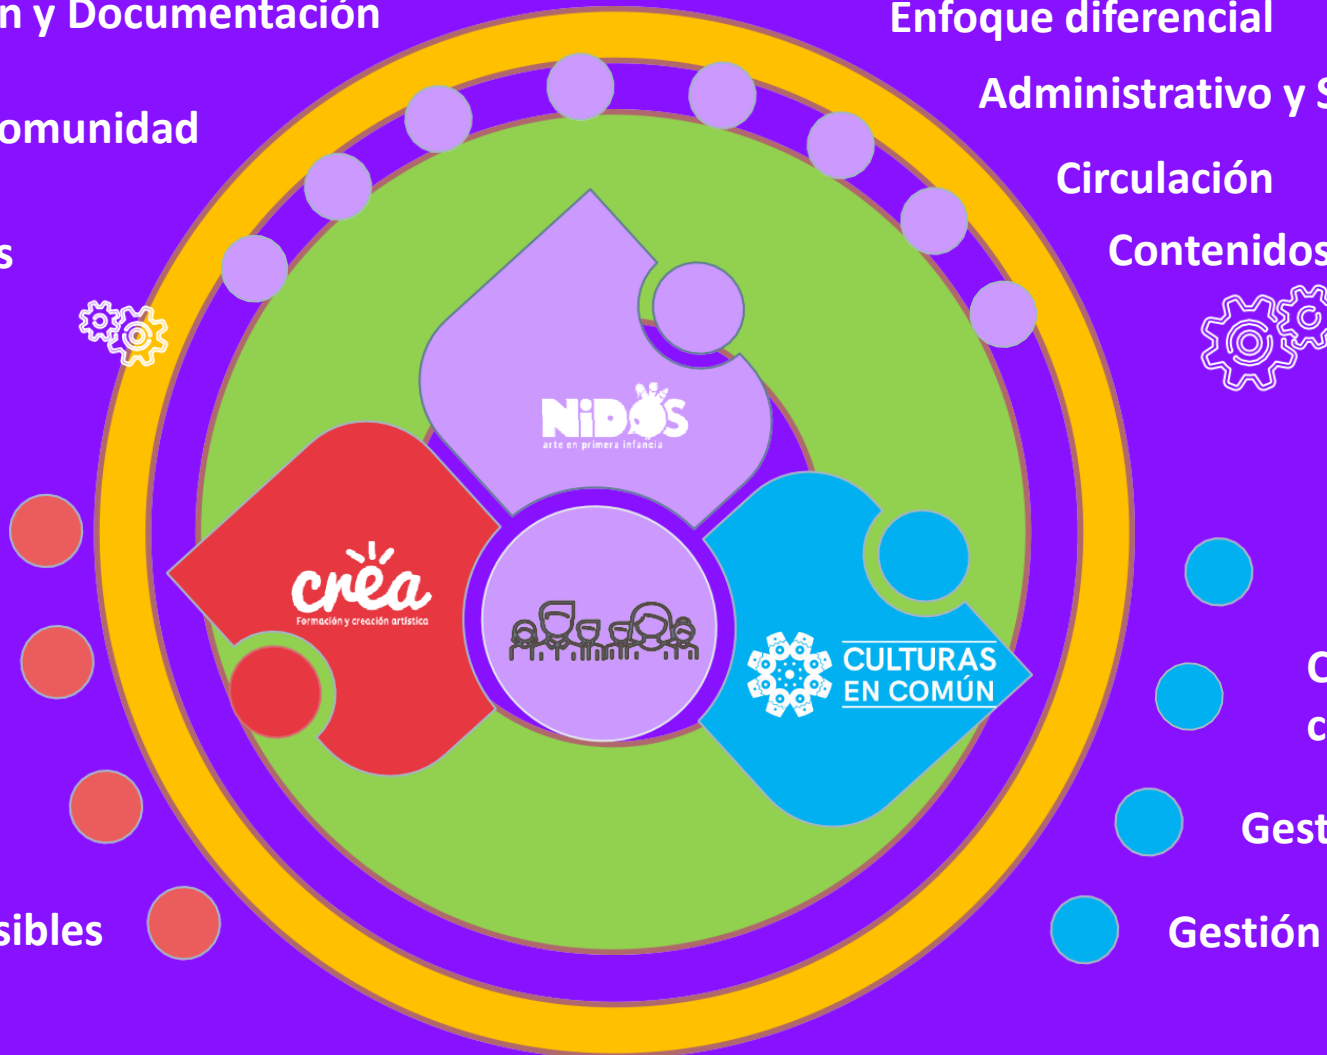 n y Documentación
omunidad
s
sibles
Enfoque diferencial
Administrativo y S
Circulación
Contenidos
NiDOS
arte en primera infancia
crea
Formación y creación artística
CULTURAS
EN COMÚN
C
c
Gest
Gestión